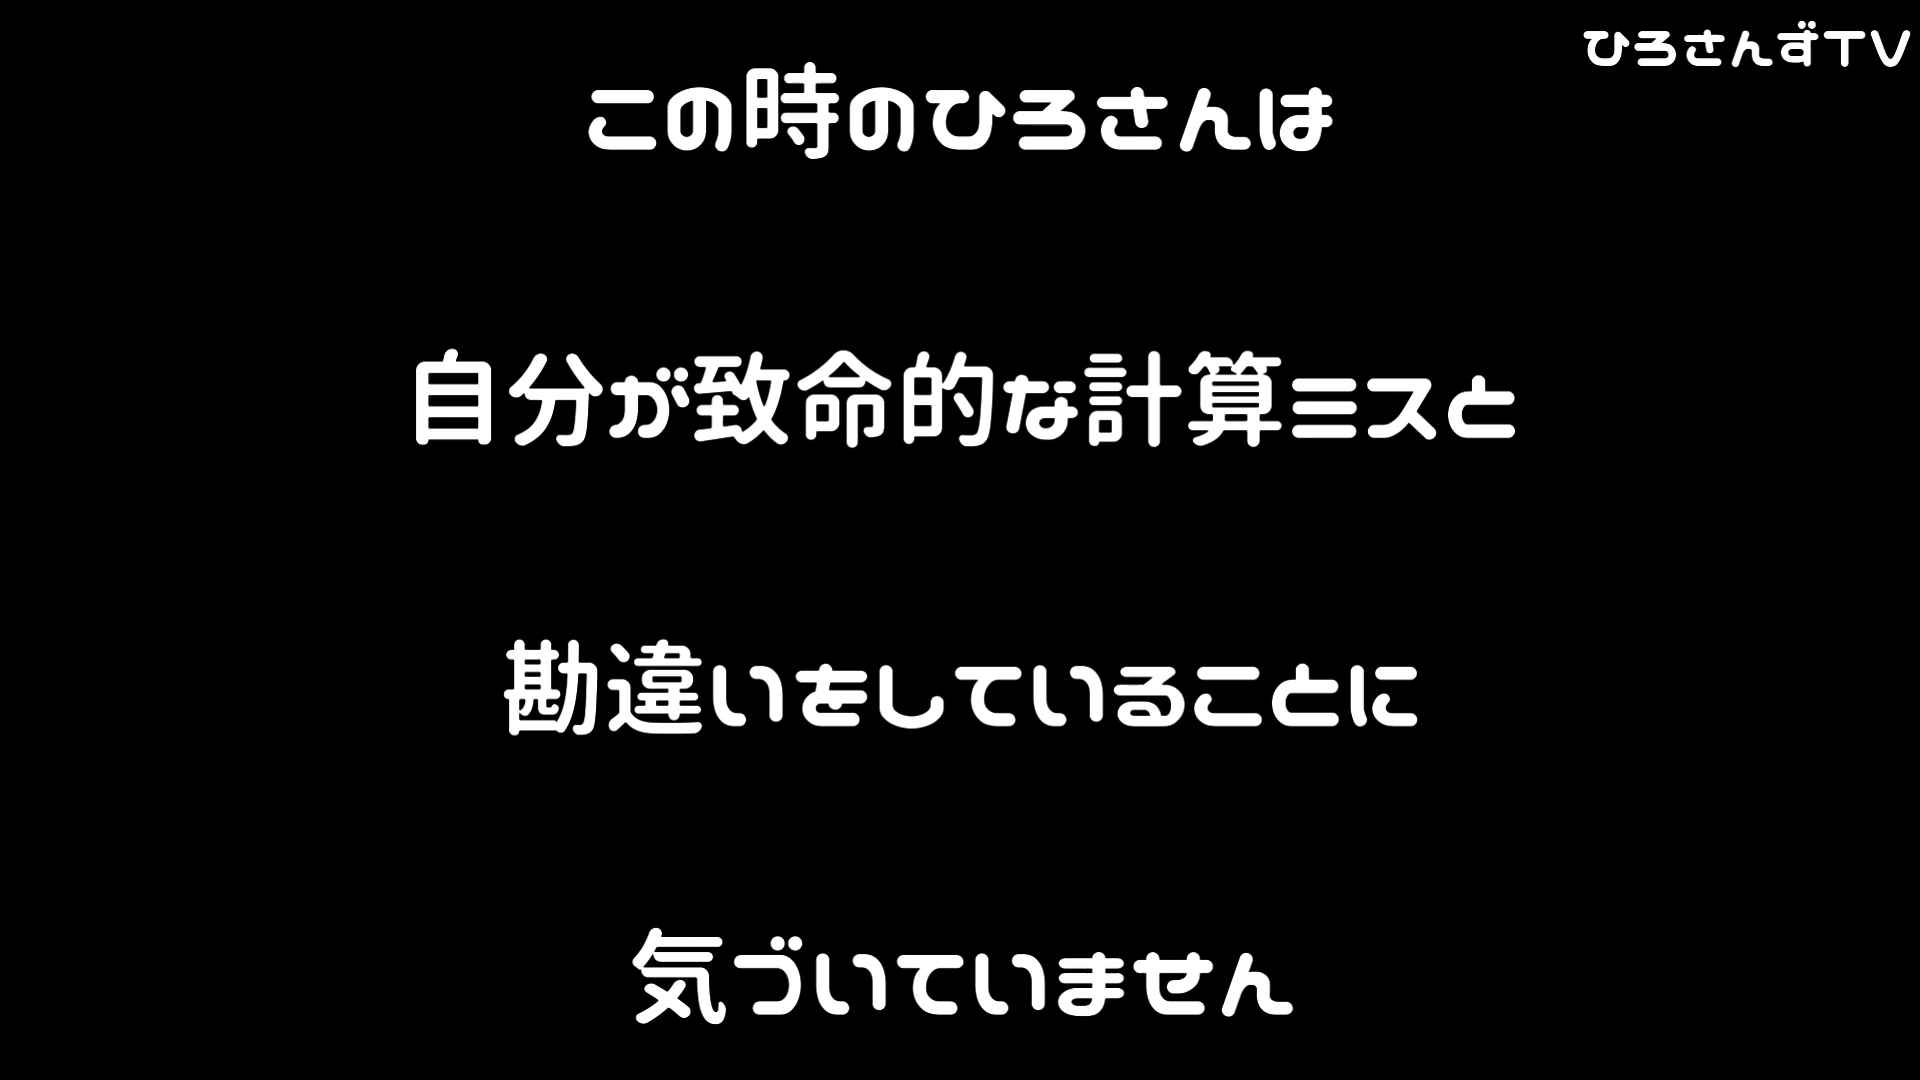 ひろさんずTV
この時のひろさんは
自分が致命的な計算ミスと
勘違いをしていることに
気づいていません